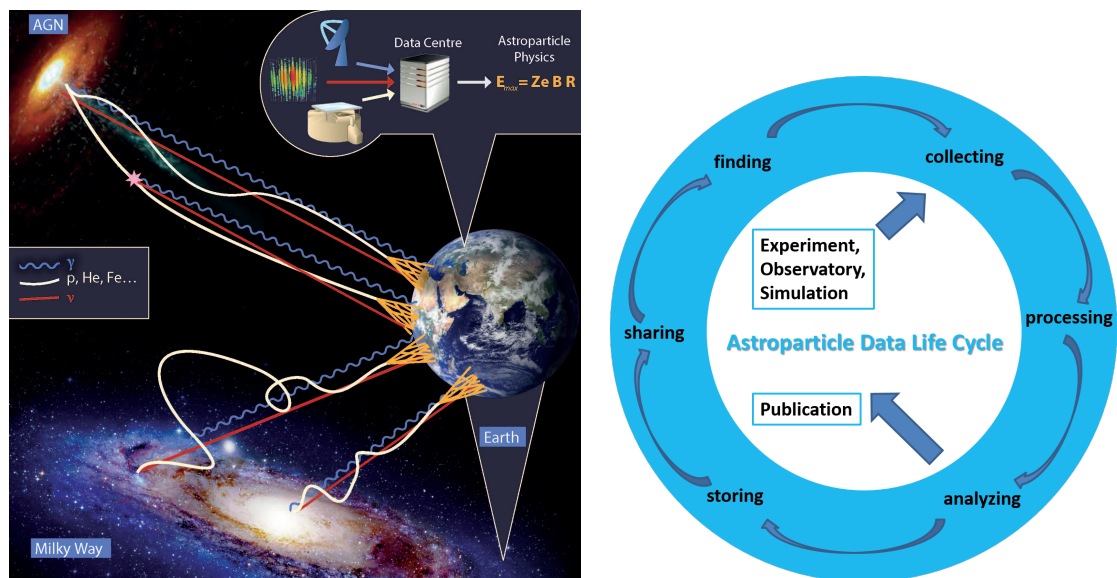 AGN
Data Centre
Astroparticle
Physics
E_max = Ze B R
γ
p, He, Fe...
ν
Earth
Milky Way
finding
collecting
Experiment,
Observatory,
Simulation
sharing
processing
Astroparticle Data Life Cycle
Publication
storing
analyzing